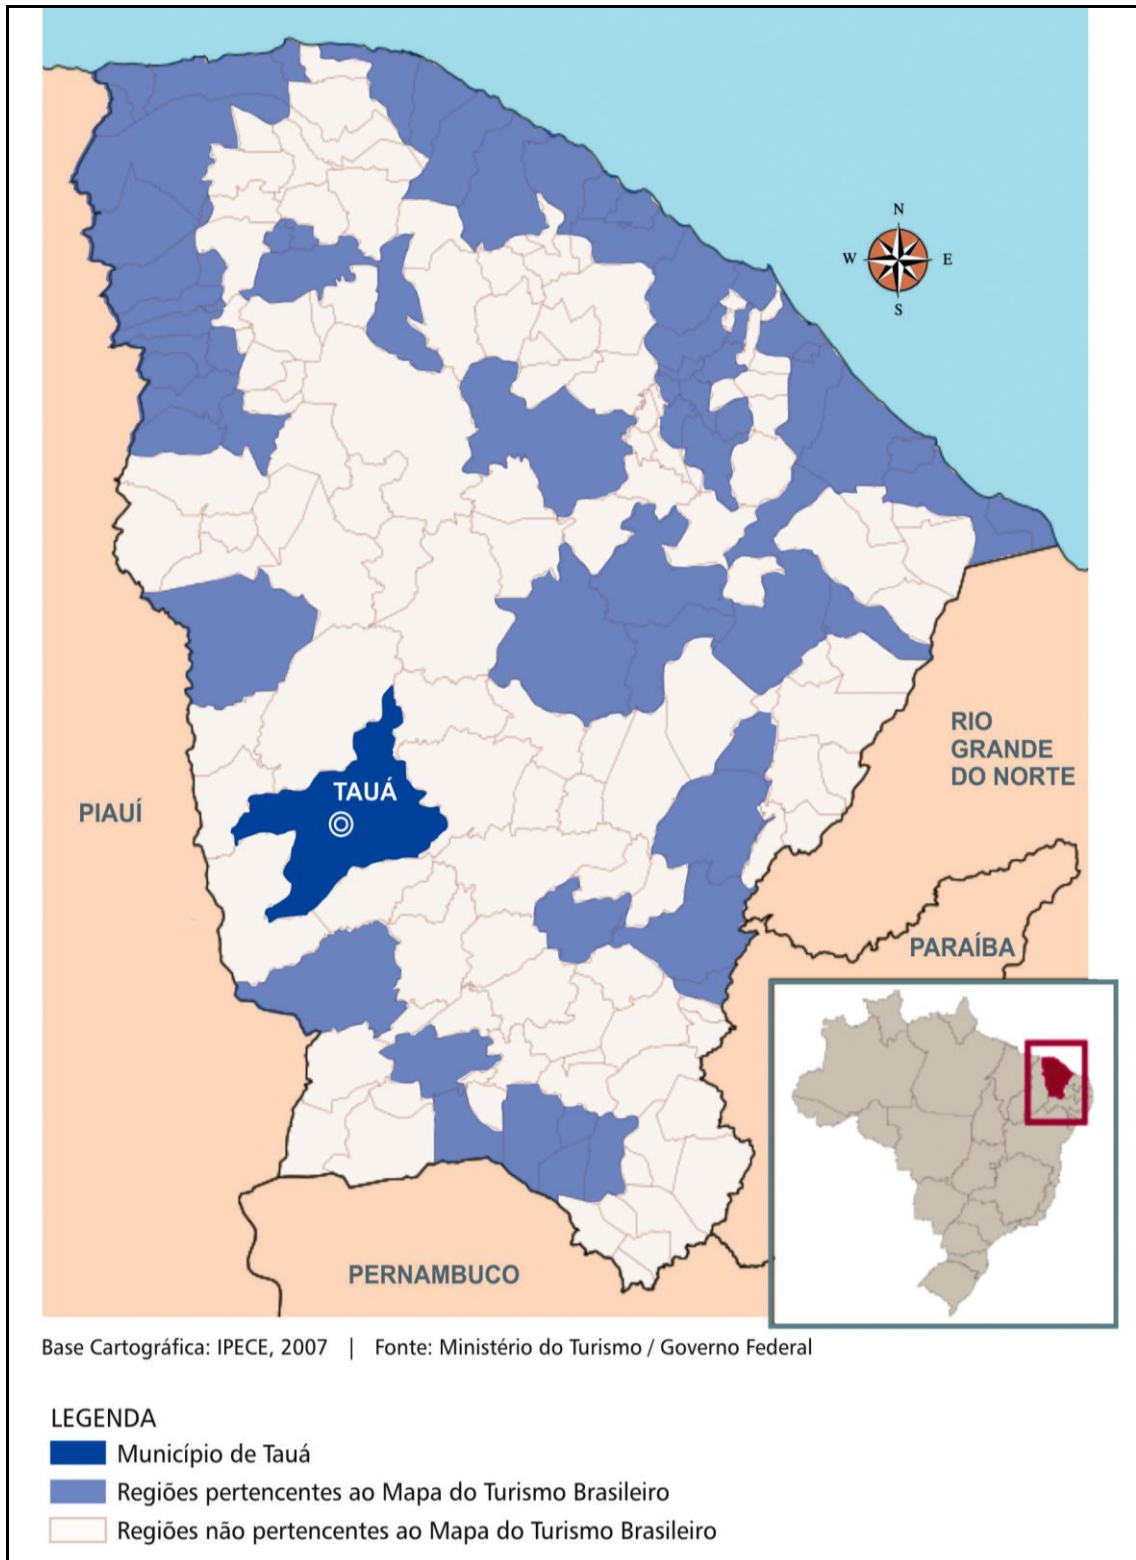 N
W E
S
TAUÁ
PIAUÍ
RIO
GRANDE
DO NORTE
PARAÍBA
PERNAMBUCO
Base Cartográfica: IPECE, 2007 | Fonte: Ministério do Turismo / Governo Federal
LEGENDA
Município de Tauá
Regiões pertencentes ao Mapa do Turismo Brasileiro
Regiões não pertencentes ao Mapa do Turismo Brasileiro